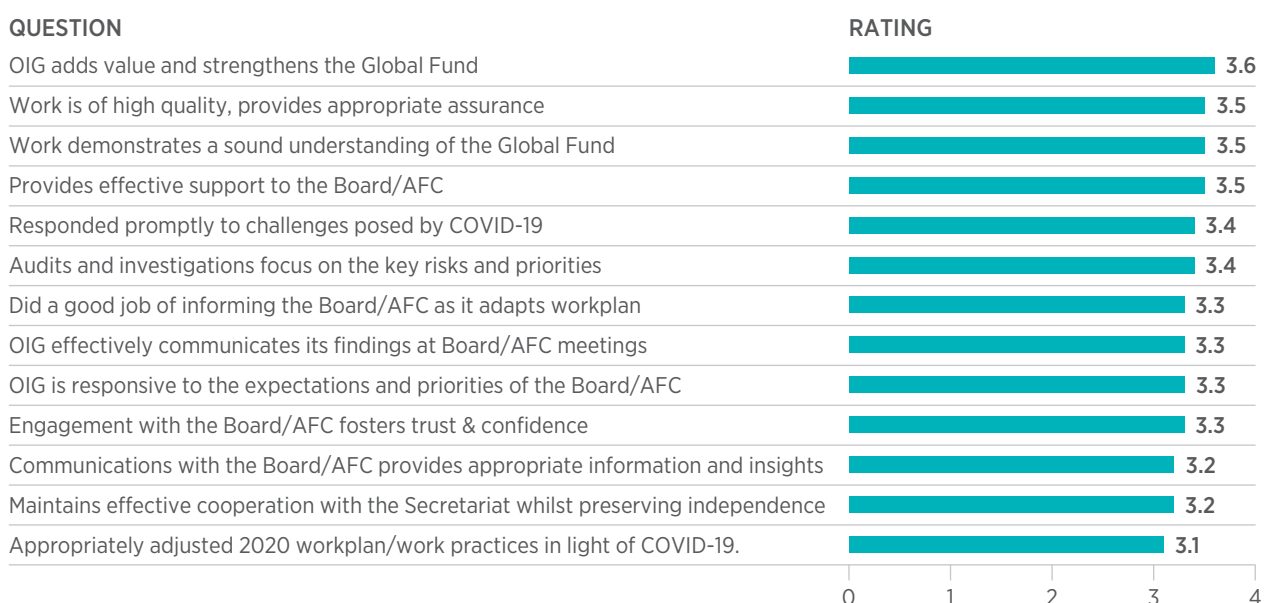 QUESTION RATING
OIG adds value and strengthens the Global Fund 3.6
Work is of high quality, provides appropriate assurance 3.5
Work demonstrates a sound understanding of the Global Fund 3.5
Provides effective support to the Board/AFC 3.5
Responded promptly to challenges posed by COVID-19 3.4
Audits and investigations focus on the key risks and priorities 3.4
Did a good job of informing the Board/AFC as it adapts workplan 3.3
OIG effectively communicates its findings at Board/AFC meetings 3.3
OIG is responsive to the expectations and priorities of the Board/AFC 3.3
Engagement with the Board/AFC fosters trust & confidence 3.3
Communications with the Board/AFC provides appropriate information and insights 3.2
Maintains effective cooperation with the Secretariat whilst preserving independence 3.2
Appropriately adjusted 2020 workplan/work practices in light of COVID-19. 3.1
0 1 2 3 4